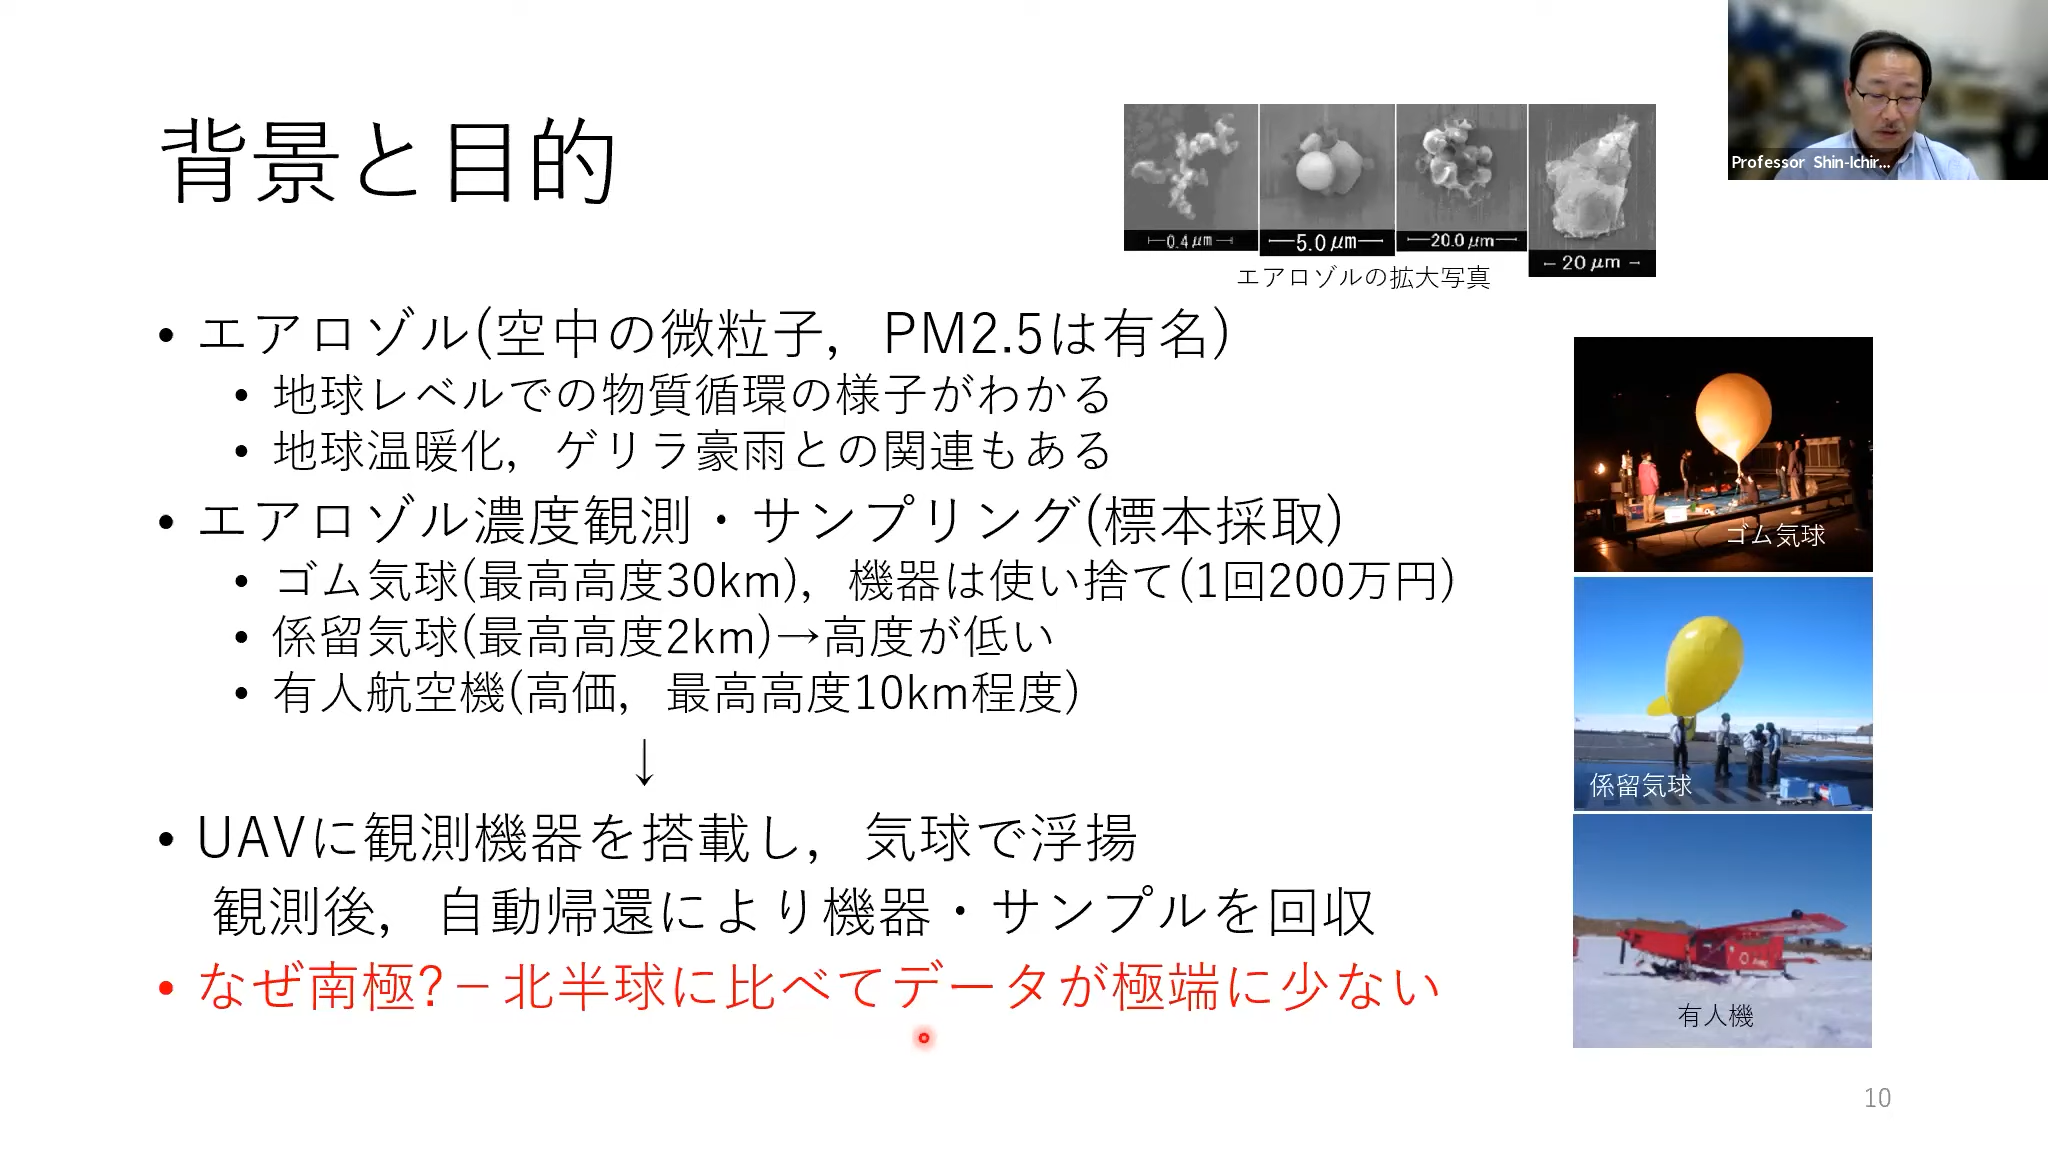 Professor Shin-Ichir...
背景と目的
0.4μm
5.0μm
20.0μm
20μm
エアロゾルの拡大写真
• エアロゾル(空中の微粒子，PM2.5は有名)
• 地球レベルでの物質循環の様子がわかる
• 地球温暖化，ゲリラ豪雨との関連もある
• エアロゾル濃度観測・サンプリング(標本採取)
• ゴム気球(最高高度30km)，機器は使い捨て(1回200万円)
• 係留気球(最高高度2km)→高度が低い
• 有人航空機(高価，最高高度10km程度)
↓
• UAVに観測機器を搭載し，気球で浮揚
観測後，自動帰還により機器・サンプルを回収
• なぜ南極?－北半球に比べてデータが極端に少ない
ゴム気球
係留気球
有人機
10